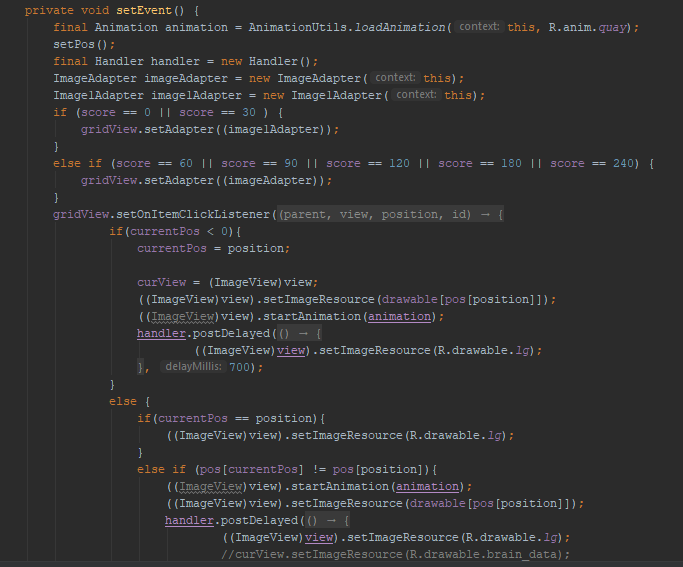 private void setEvent() {
final Animation animation = AnimationUtils.loadAnimation( context: this, R.anim.quay);
setPos();
final Handler handler = new Handler();
ImageAdapter imageAdapter = new ImageAdapter( context: this);
ImagelAdapter imagelAdapter = new ImagelAdapter( context: this);
if (score == 0 || score == 30 ) {
gridView.setAdapter((imagelAdapter));
}
else if (score == 60 || score == 90 || score == 120 || score == 180 || score == 240) {
gridView.setAdapter((imageAdapter));
}
gridView.setOnItemClickListener((parent, view, position, id) → {
if(currentPos < 0){
currentPos = position;
curView = (ImageView)view;
((ImageView)view).setImageResource(drawable[pos[position]]);
((ImageView)view).startAnimation(animation);
handler.postDelayed(() → {
((ImageView)view).setImageResource(R.drawable.lg);
}, delayMillis: 700);
}
else {
if(currentPos == position){
((ImageView)view).setImageResource(R.drawable.lg);
}
else if (pos[currentPos] != pos[position]){
((ImageView)view).startAnimation(animation);
((ImageView)view).setImageResource(drawable[pos[position]]);
handler.postDelayed(() → {
((ImageView)view).setImageResource(R.drawable.lg);
//curView.setImageResource(R.drawable.brain_data);